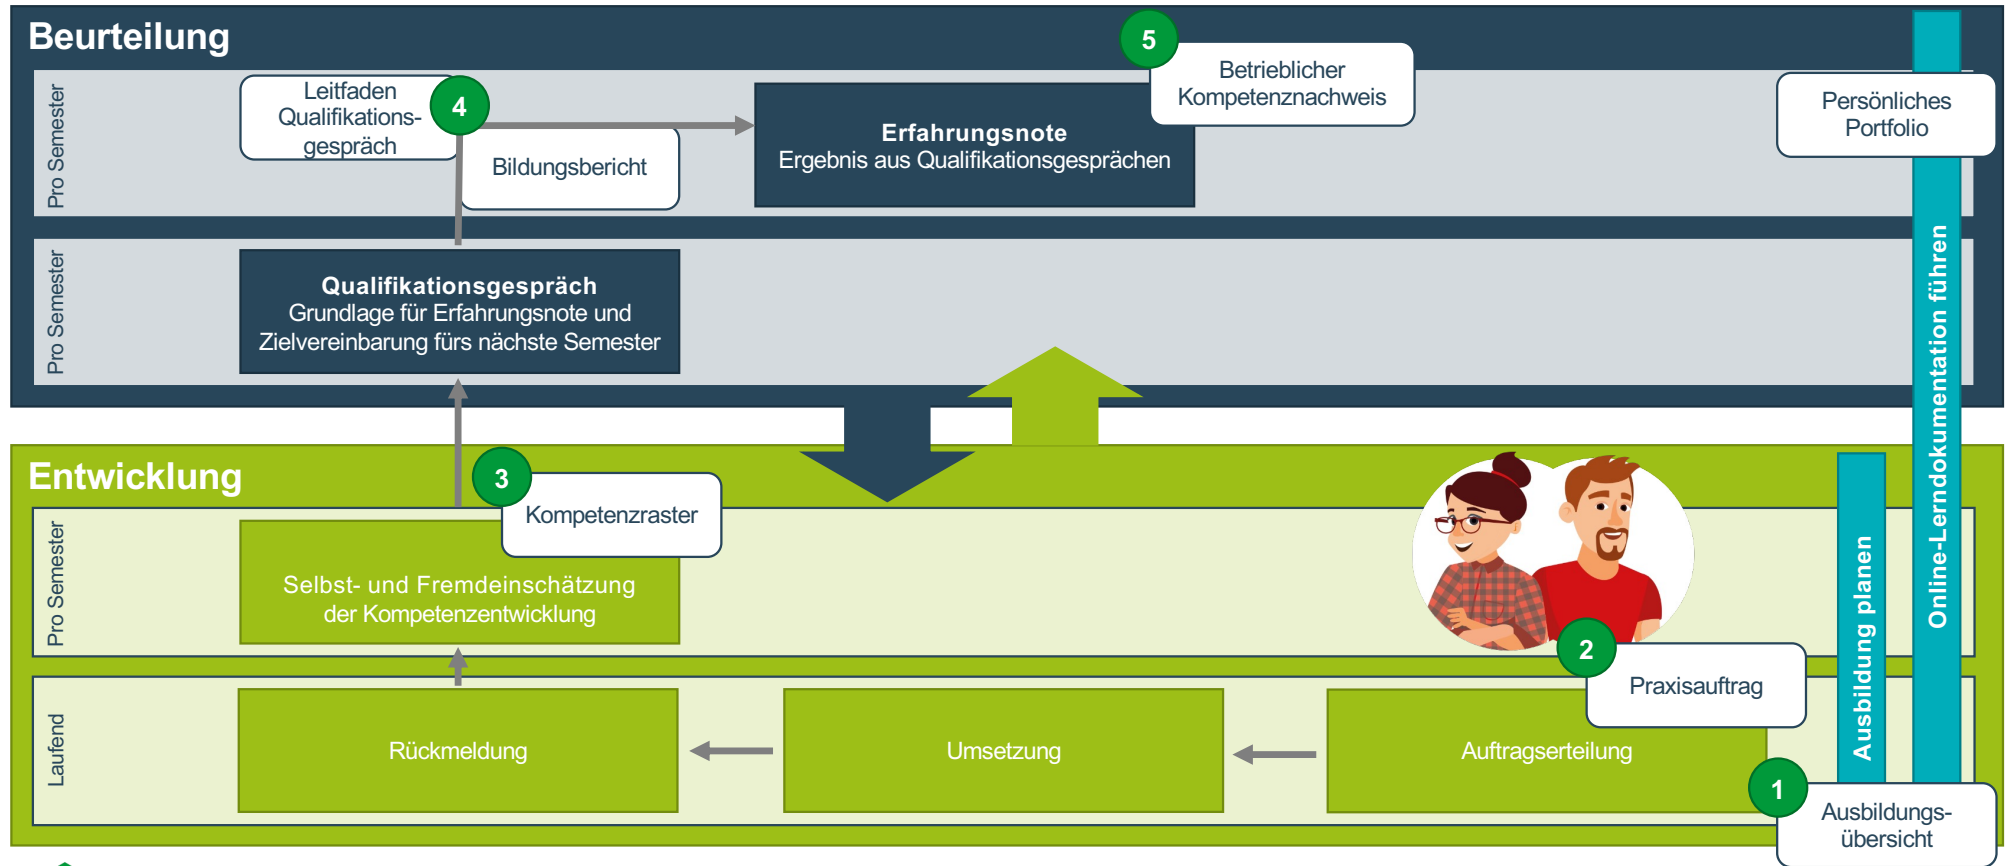 Beurteilung
Pro Semester
Leitfaden
Qualifikations-
gespräch
4
Bildungsbericht
Erfahrungsnote
Ergebnis aus Qualifikationsgesprächen
5
Betrieblicher
Kompetenznachweis
Persönliches
Portfolio
Pro Semester
Qualifikationsgespräch
Grundlage für Erfahrungsnote und
Zielvereinbarung fürs nächste Semester
Online-Lerndokumentation führen
Entwicklung
Pro Semester
3
Kompetenzraster
Selbst- und Fremdeinschätzung
der Kompetenzentwicklung
Ausbildung planen
Laufend
Rückmeldung
Umsetzung
Auftragserteilung
2
Praxisauftrag
1
Ausbildungs-
übersicht